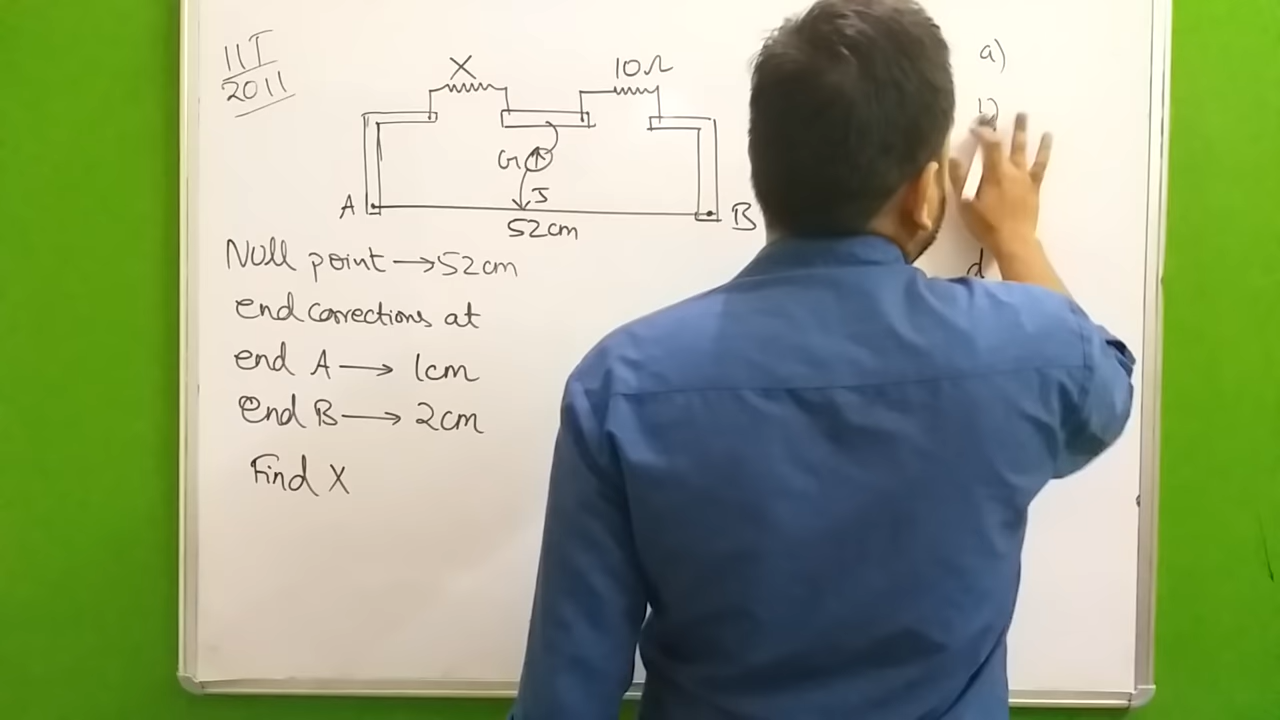 IIT
2011
X
10Ω
G
J
A
B
52cm
Null point → 52cm
end corrections at
end A → 1cm
end B → 2cm
Find X
a)
b)
d